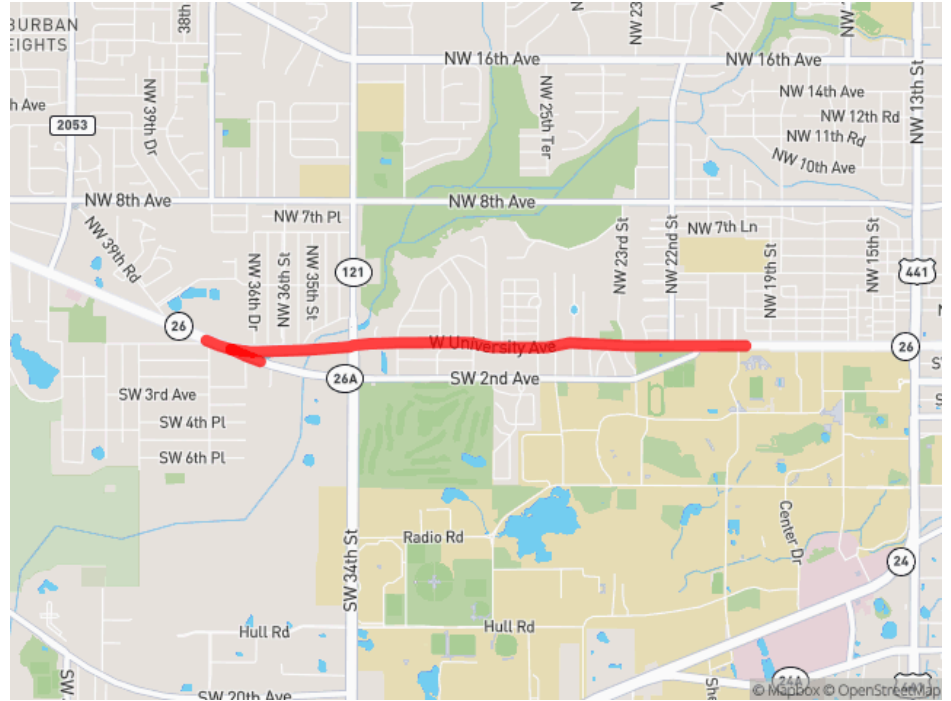 BURBAN
EIGHTS
38th
NW
NW 23
W
NW
NW 16th Ave
NW 16th Ave
NW 13th St
NW 39th Dr
NW 25th Ter
NW 14th Ave
h Ave
2053
NW 12th Rd
NW 11th Rd
NW 10th Ave
NW 8th Ave
NW 8th Ave
NW 7th Pl
NW 7th Ln
NW 39th Rd
NW 36th Dr
NW 36th S
NW 35th St
NW 23rd St
NW 22nd St
NW 19th St
NW 15th St
121
441
N
26
W University Ave
26
26A
SW 2nd Ave
S
SW 3rd Ave
S
SW 4th Pl
SW 6th Pl
Center Dr
Radio Rd
SW 34th St
24
Hull Rd
Hull Rd
SW
SW 20th Ave
She
24A
441
© Mapbox © OpenStreetMap